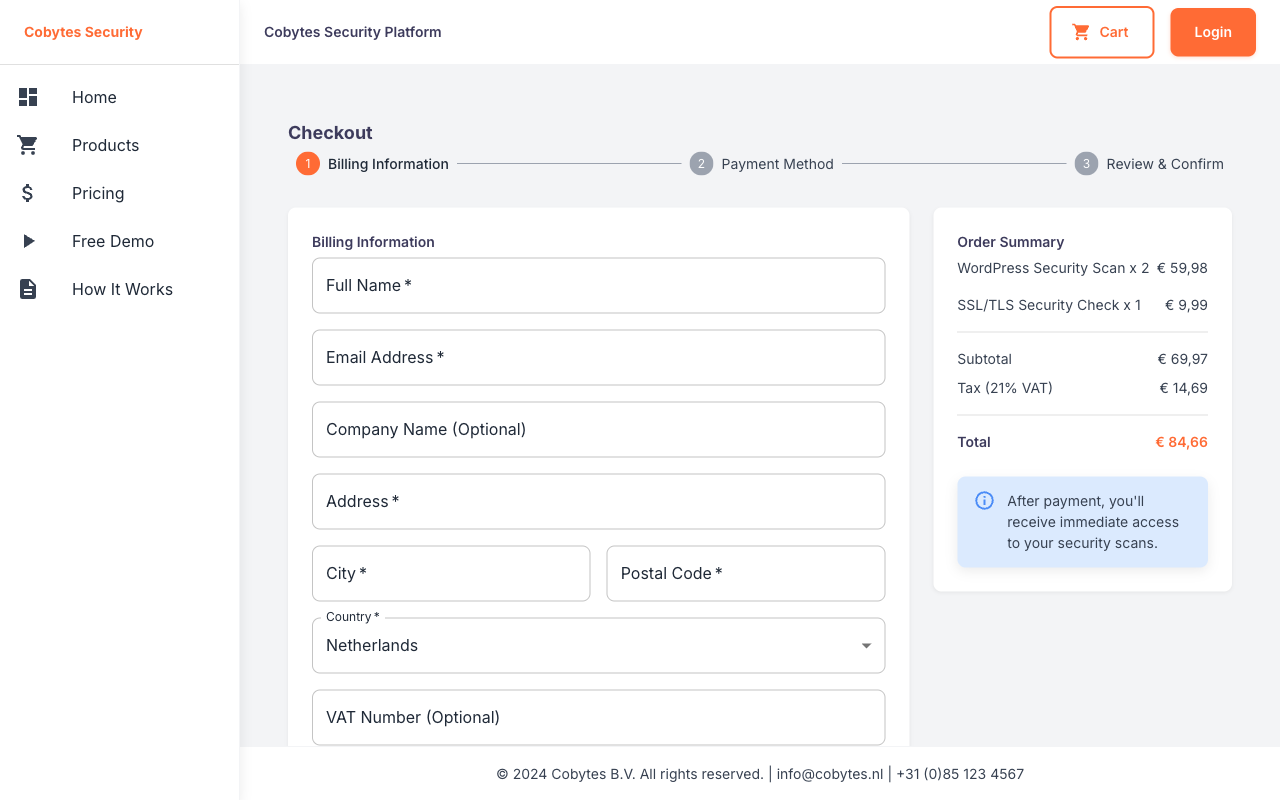 Cobytes Security
Cobytes Security Platform
Cart
Login
Home
Products
Pricing
Free Demo
How It Works
Checkout
1 Billing Information
2 Payment Method
3 Review & Confirm
Billing Information
Full Name *
Email Address *
Company Name (Optional)
Address *
City *
Postal Code *
Country *
Netherlands
VAT Number (Optional)
Order Summary
WordPress Security Scan x 2 € 59,98
SSL/TLS Security Check x 1 € 9,99
Subtotal € 69,97
Tax (21% VAT) € 14,69
Total € 84,66
After payment, you'll
receive immediate access
to your security scans.
© 2024 Cobytes B.V. All rights reserved. | info@cobytes.nl | +31 (0)85 123 4567